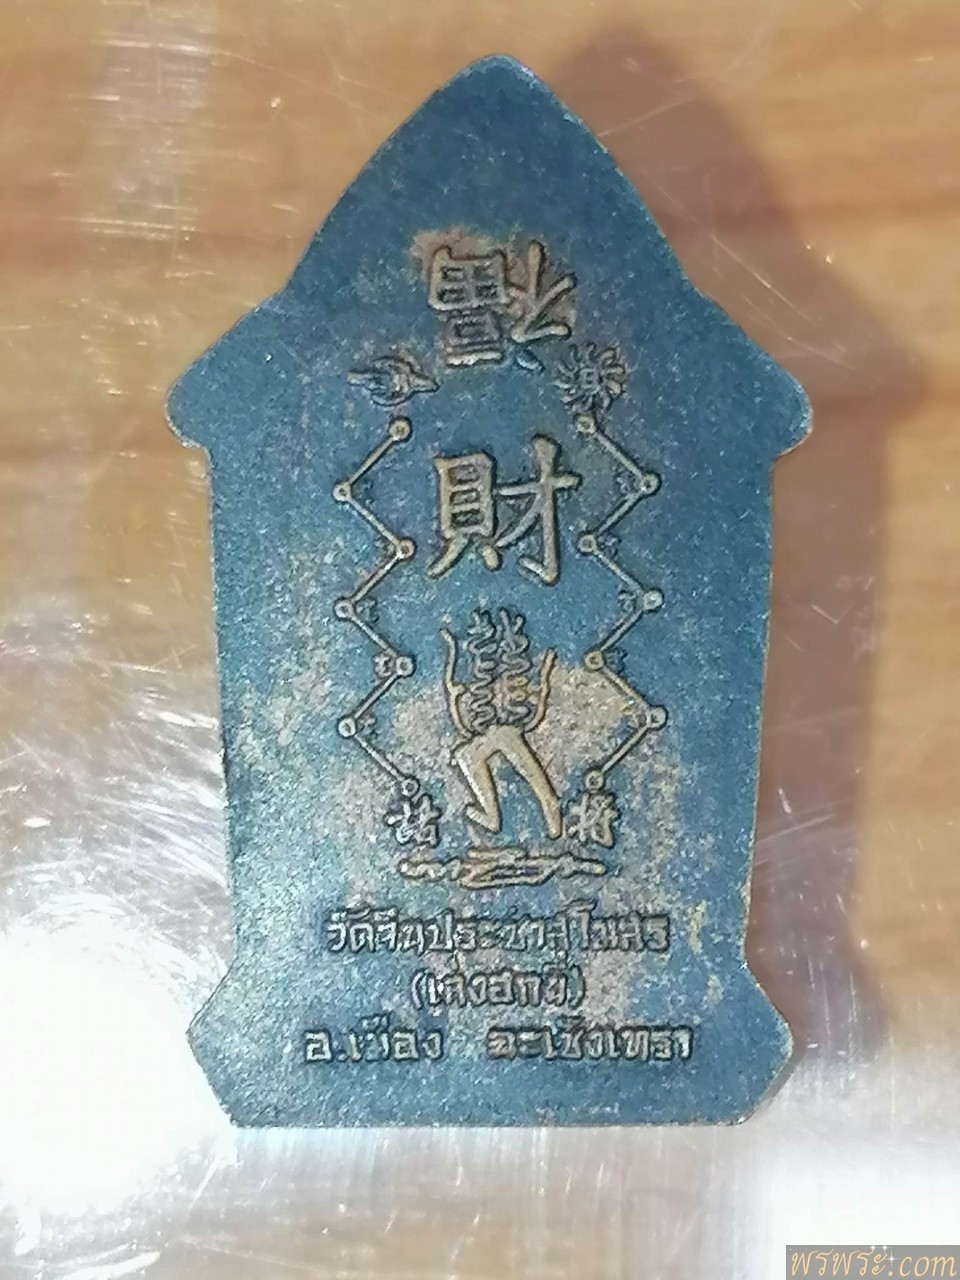 福
財
วัดจีนประชาสโมสร
(เล่งฮกยี่)
อ.เมือง ฉะเชิงเทรา
พรพระ.com